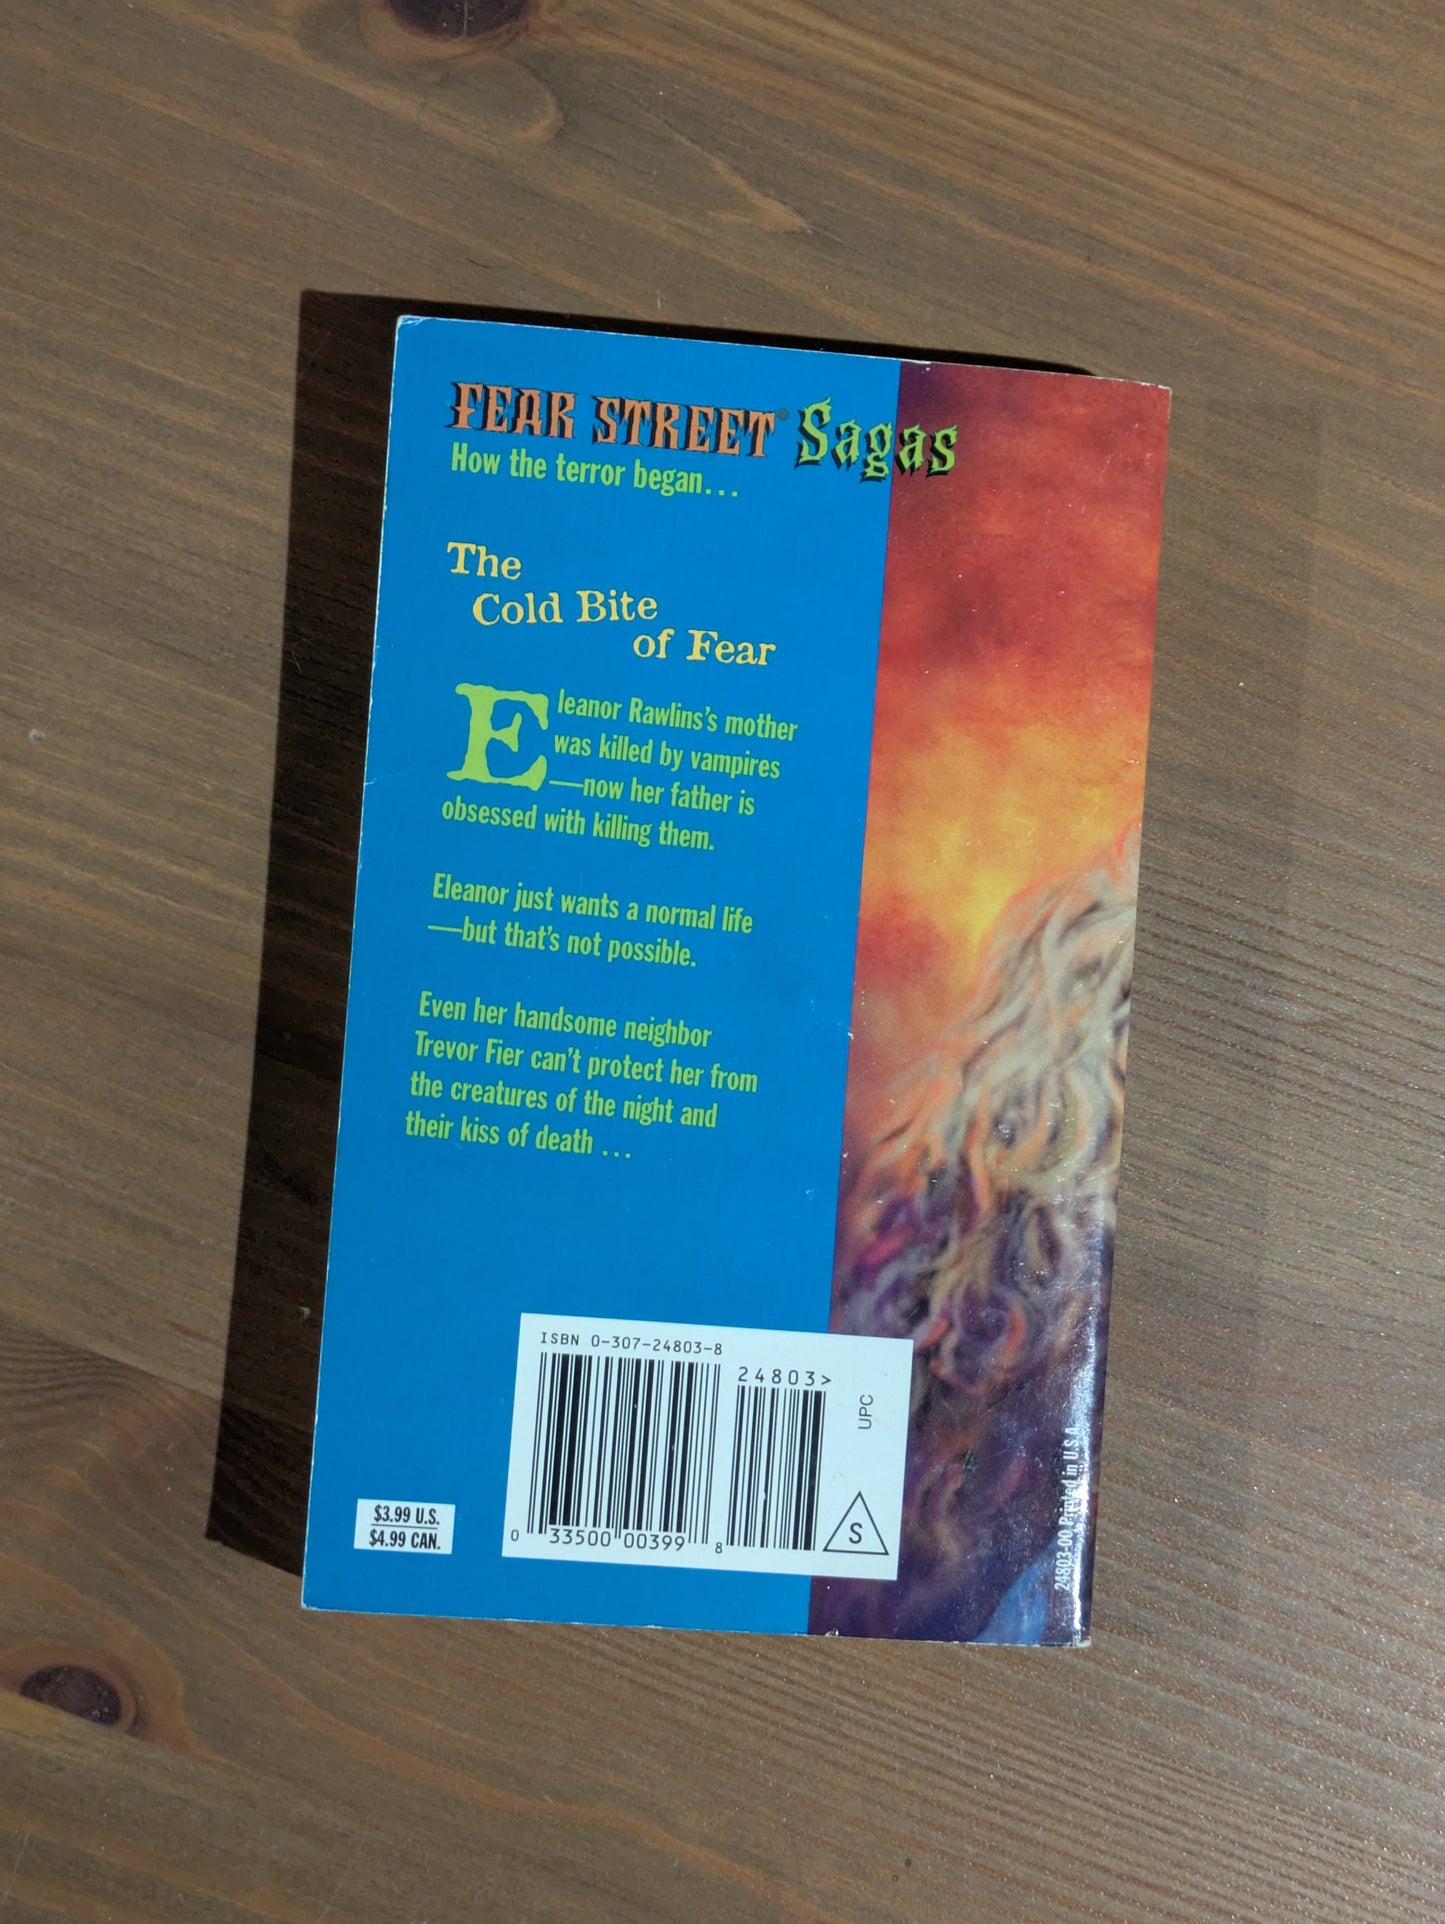 FEAR STREET® Sagas
How the terror began...
The
Cold Bite
of Fear
Eleanor Rawlins's mother
was killed by vampires
—now her father is
obsessed with killing them.
Eleanor just wants a normal life
—but that's not possible.
Even her handsome neighbor
Trevor Fier can't protect her from
the creatures of the night and
their kiss of death ...
ISBN 0-307-24803-8
24803>
UPC
0 33500 00399 8
S
$3.99 U.S.
$4.99 CAN.
24803-00 Printed in U.S.A.